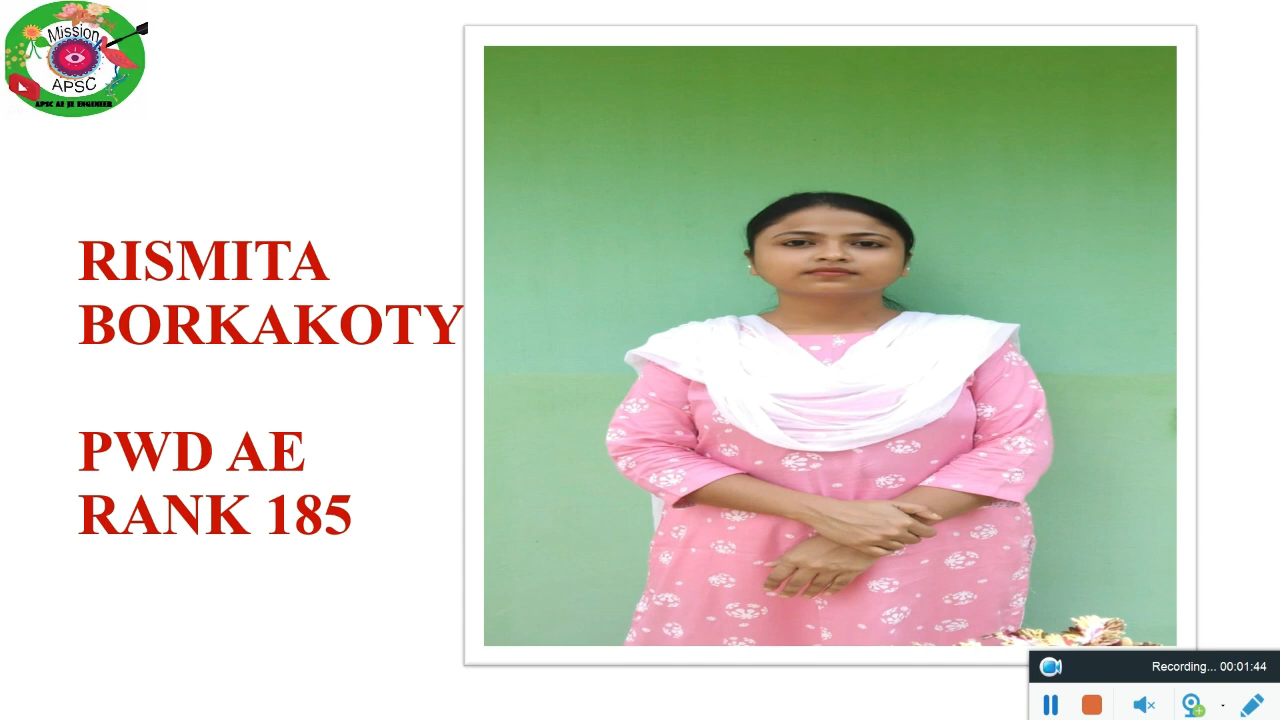 Mission
APSC
APSC AE JE ENGINEER
RISMITA
BORKAKOTY
PWD AE
RANK 185
Recording... 00:01:44